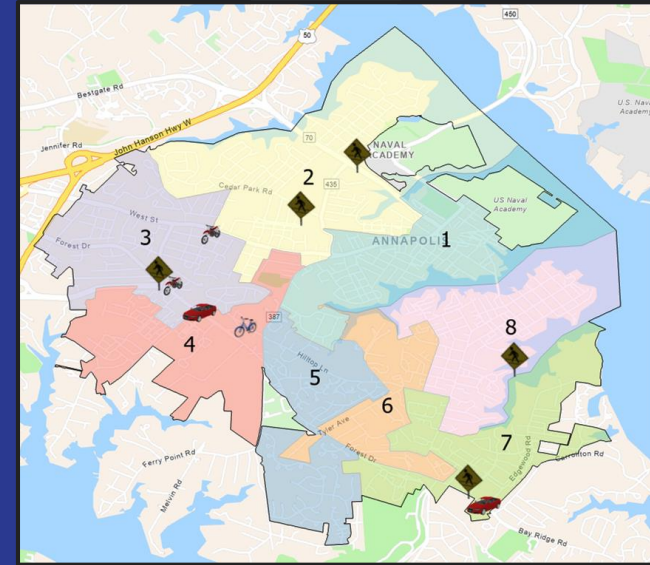 450
50
Bestgate Rd
Jennifer Rd
John Hanson Hwy W
70
NAVAL
ACADEMY
U.S. Nava
Academy
2
Cedar Park Rd
435
US Naval
Academy
West St
3
Forest Dr
ANNAPOLIS
1
387
4
8
Hilltop Ln
5
6
Tyler Ave
Forest Dr
7
Edgewood Rd
Carrollton Rd
Ferry Point Rd
Melvin Rd
Bay Ridge Rd